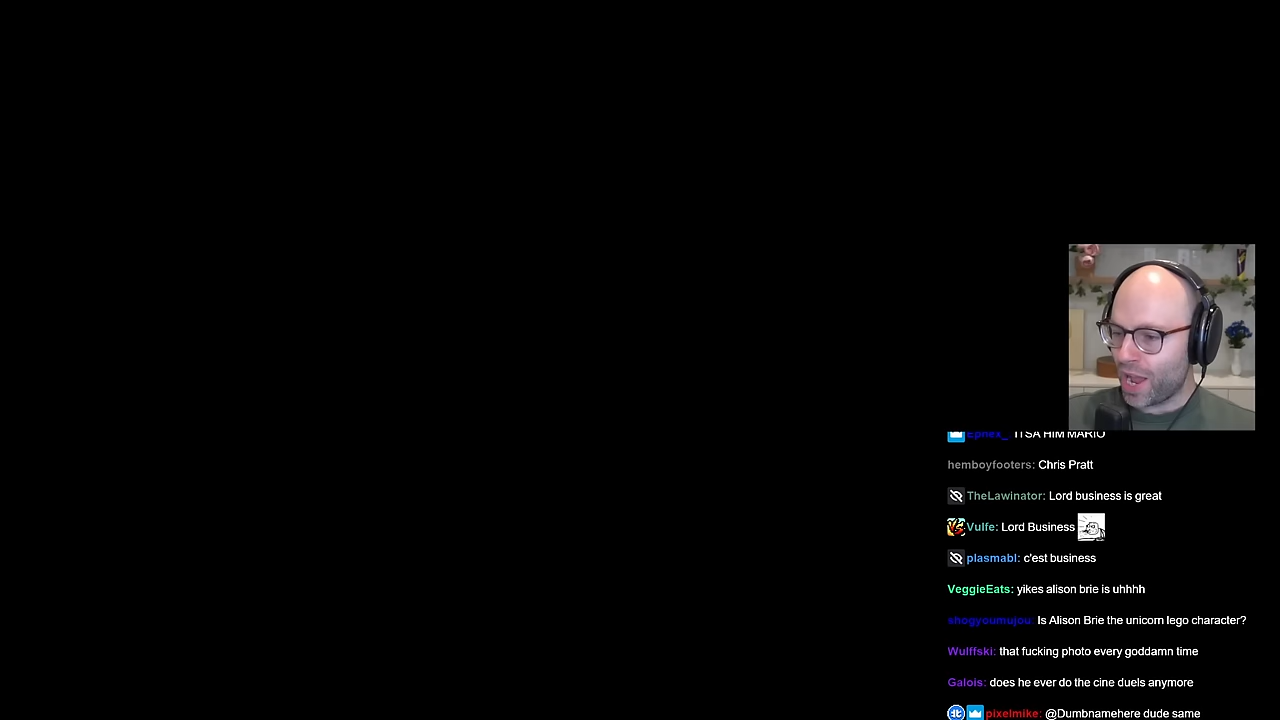 Ephex_: ITSA HIM MARIO
hemboyfooters: Chris Pratt
TheLawinator: Lord business is great
Vulfe: Lord Business
plasmabl: c'est business
VeggieEats: yikes alison brie is uhhhh
shogyoumujou: Is Alison Brie the unicorn lego character?
Wulffski: that fucking photo every goddamn time
Galois: does he ever do the cine duels anymore
pixelmike: @Dumbnamehere dude same